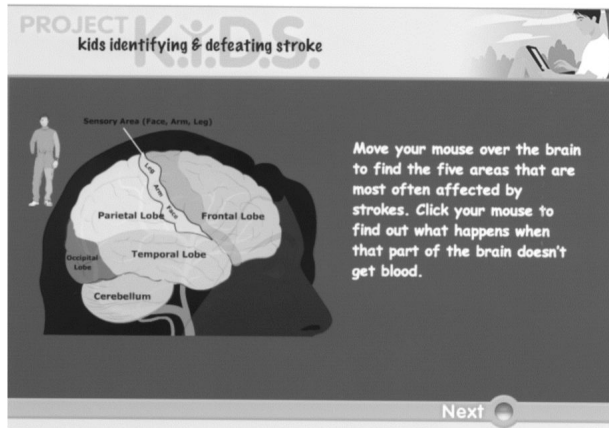 PROJECT
K.i.D.S.
kids identifying & defeating stroke
Sensory Area (Face, Arm, Leg)
Leg
Arm
Face
Parietal Lobe
Frontal Lobe
Occipital
Lobe
Temporal Lobe
Cerebellum
Move your mouse over the brain
to find the five areas that are
most often affected by
strokes. Click your mouse to
find out what happens when
that part of the brain doesn't
get blood.
Next